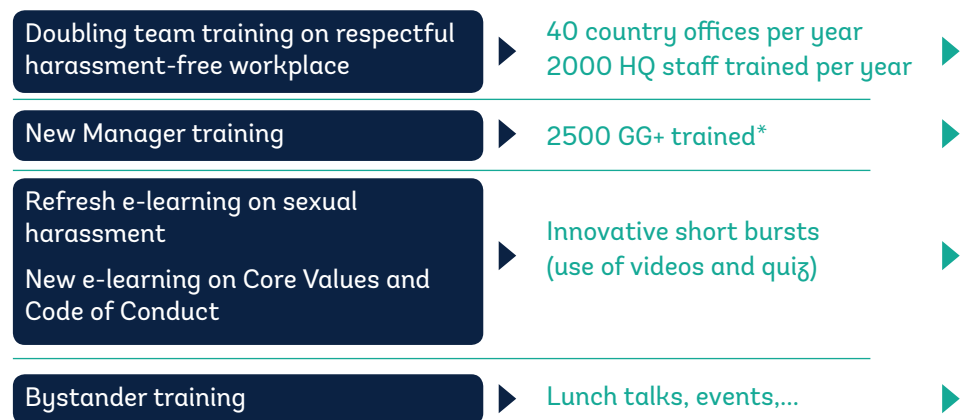 Doubling team training on respectful
harassment-free workplace
40 country offices per year
2000 HQ staff trained per year
New Manager training
2500 GG+ trained*
Refresh e-learning on sexual
harassment
New e-learning on Core Values and
Code of Conduct
Innovative short bursts
(use of videos and quiz)
Bystander training
Lunch talks, events,...